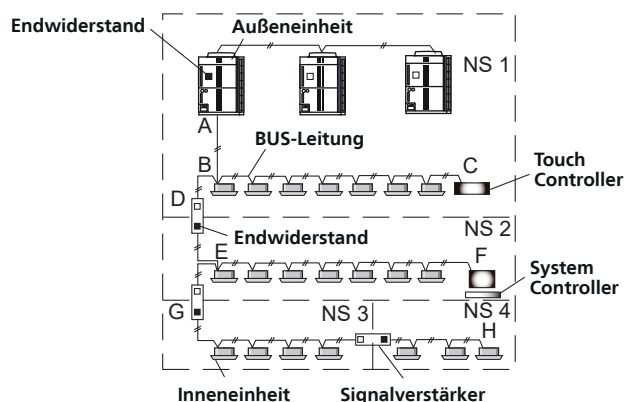 Endwiderstand
Außeneinheit
NS 1
A
BUS-Leitung
B
C
Touch
Controller
D
NS 2
Endwiderstand
E
F
System
Controller
G
NS 3
NS 4
H
Inneneinheit
Signalverstärker